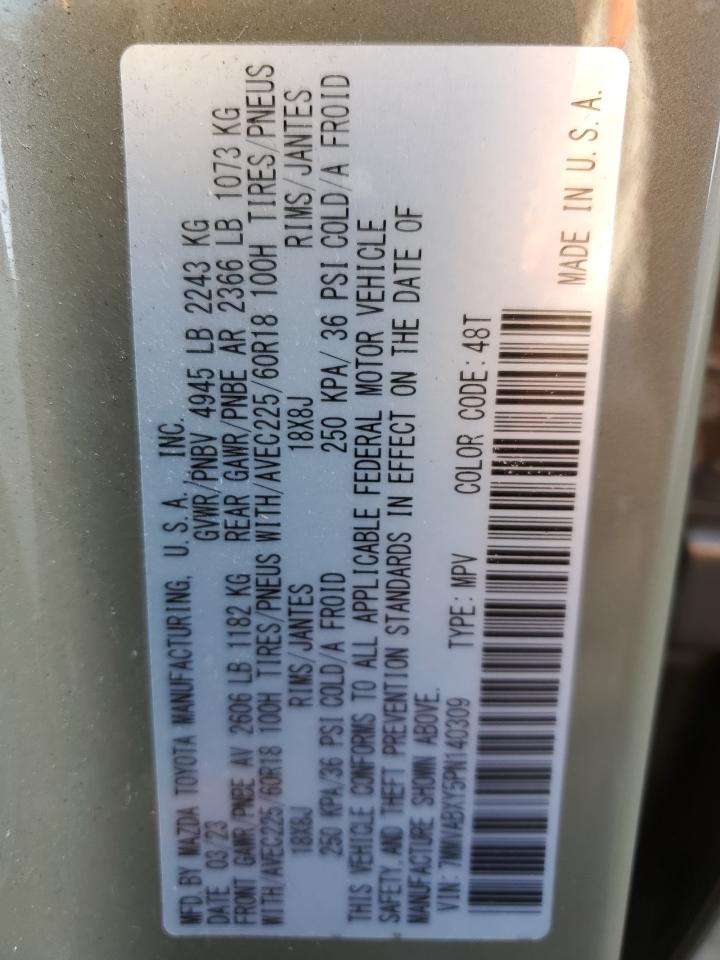 MFD.BY MAZDA TOYOTA MANUFACTURING, U.S.A. INC.
DATE 03/23 GVWR/PNBV 4945 LB 2243 KG
FRONT GAWR/PNBE AV 2606 LB 1182 KG REAR GAWR/PNBE AR 2366 LB 1073 KG
WITH/AVEC225/60R18 100H TIRES/PNEUS WITH/AVEC225/60R18 100H TIRES/PNEUS
18X8J RIMS/JANTES 18X8J RIMS/JANTES
250 KPA/36 PSI COLD/A FROID 250 KPA/ 36 PSI COLD/A FROID
THIS VEHICLE CONFORMS TO ALL APPLICABLE FEDERAL MOTOR VEHICLE
SAFETY, AND THEFT PREVENTION STANDARDS IN EFFECT ON THE DATE OF
MANUFACTURE SHOWN ABOVE.
VIN: 7MMVABXY5PN140309 TYPE: MPV COLOR CODE: 48T
MADE IN U.S.A.